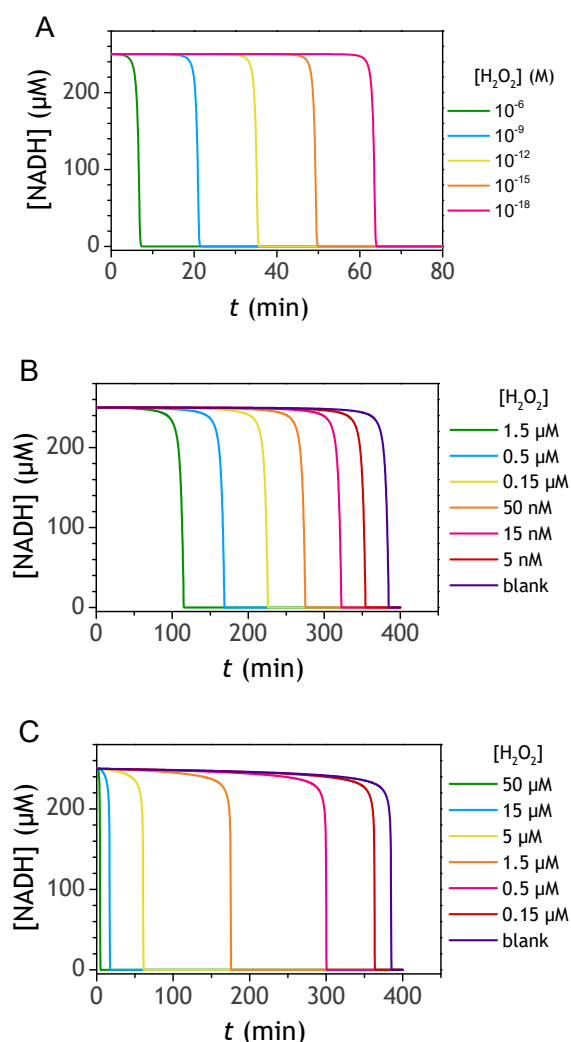 A
[NADH] (µM)
200
100
0
0 20 40 60 80
t (min)
[H₂O₂] (M)
10⁻⁶
10⁻⁹
10⁻¹²
10⁻¹⁵
10⁻¹⁸
B
[NADH] (µM)
200
100
0
0 100 200 300 400
t (min)
[H₂O₂]
1.5 µM
0.5 µM
0.15 µM
50 nM
15 nM
5 nM
blank
C
[NADH] (µM)
200
100
0
0 100 200 300 400
t (min)
[H₂O₂]
50 µM
15 µM
5 µM
1.5 µM
0.5 µM
0.15 µM
blank